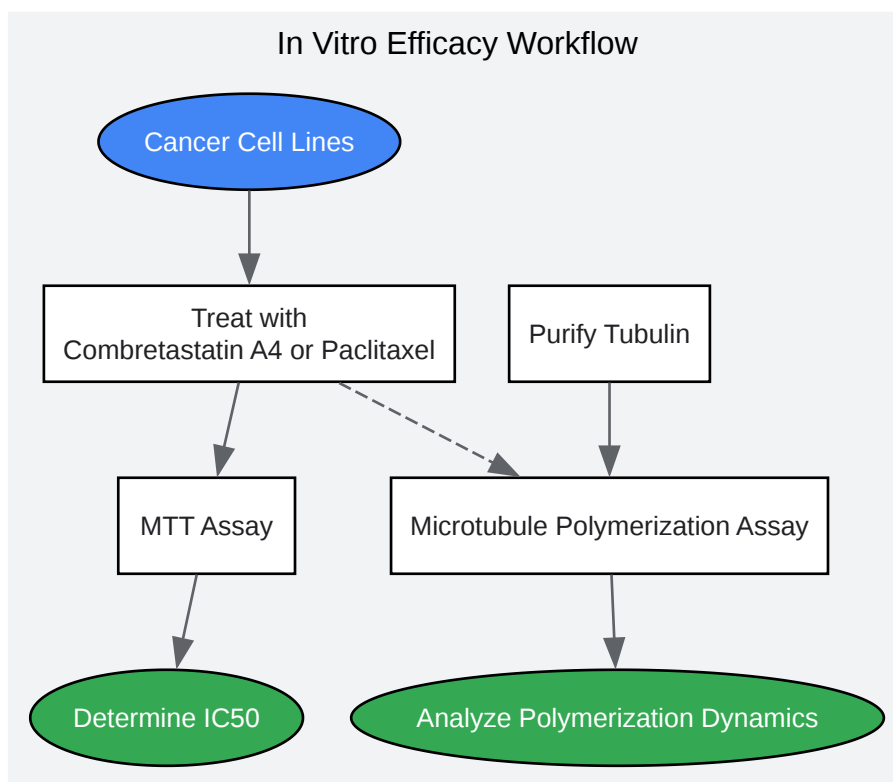 In Vitro Efficacy Workflow
Cancer Cell Lines
Treat with
Combretastatin A4 or Paclitaxel
Purify Tubulin
MTT Assay
Microtubule Polymerization Assay
Determine IC50
Analyze Polymerization Dynamics